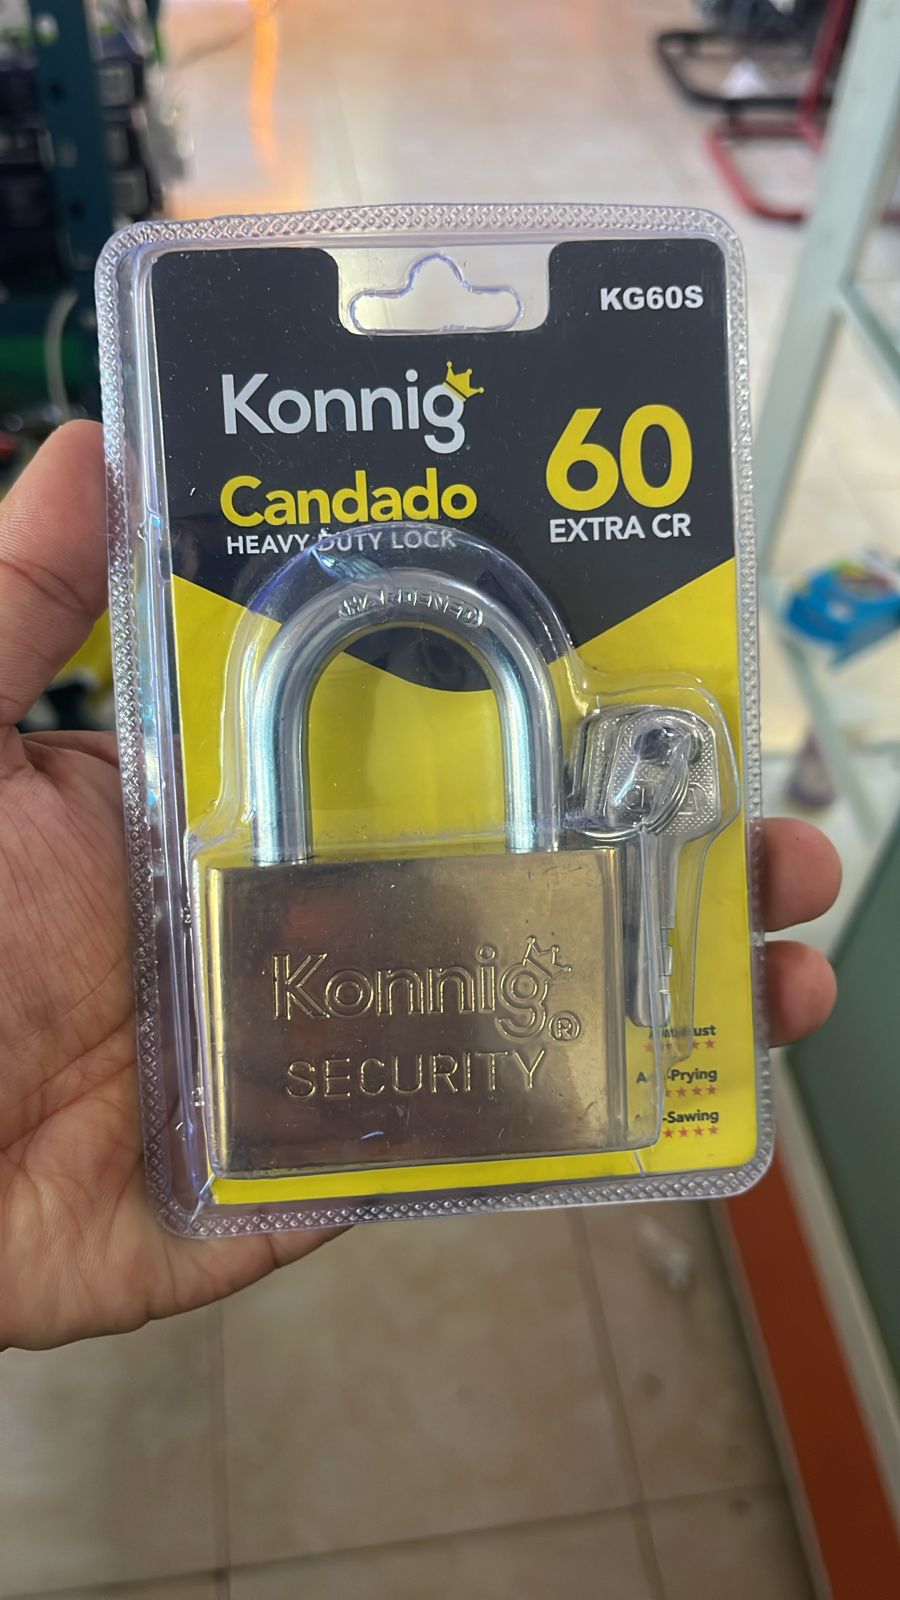 KG60S
Konnig
Candado
HEAVY DUTY LOCK
60
EXTRA CR
HARDENED
Konnig®
SECURITY
-Prying
-Sawing